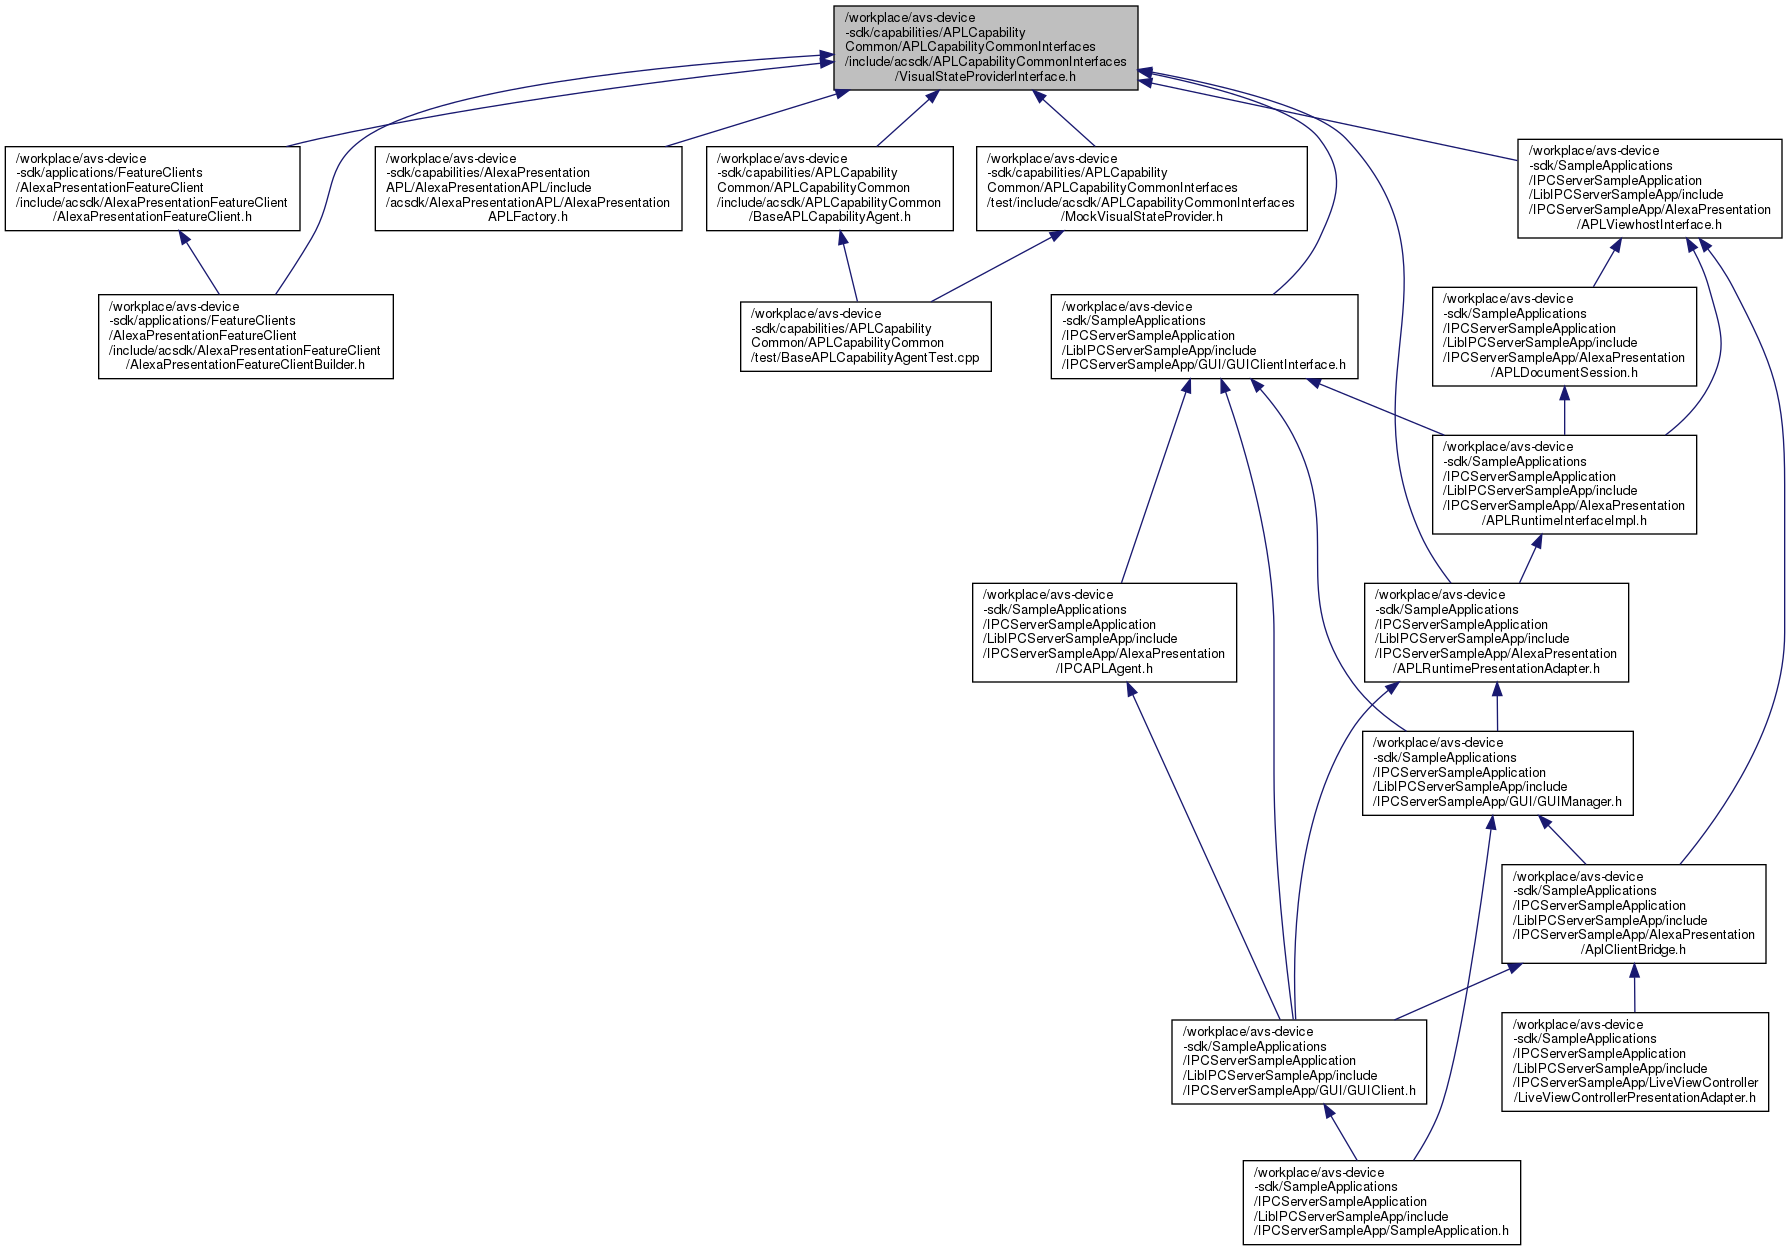 /workplace/avs-device
-sdk/capabilities/APLCapability
Common/APLCapabilityCommonInterfaces
/include/acsdk/APLCapabilityCommonInterfaces
/VisualStateProviderInterface.h
/workplace/avs-device
-sdk/applications/FeatureClients
/AlexaPresentationFeatureClient
/include/acsdk/AlexaPresentationFeatureClient
/AlexaPresentationFeatureClient.h
/workplace/avs-device
-sdk/capabilities/AlexaPresentation
APL/AlexaPresentationAPL/include
/acsdk/AlexaPresentationAPL/AlexaPresentation
APLFactory.h
/workplace/avs-device
-sdk/capabilities/APLCapability
Common/APLCapabilityCommon
/include/acsdk/APLCapabilityCommon
/BaseAPLCapabilityAgent.h
/workplace/avs-device
-sdk/capabilities/APLCapability
Common/APLCapabilityCommonInterfaces
/test/include/acsdk/APLCapabilityCommonInterfaces
/MockVisualStateProvider.h
/workplace/avs-device
-sdk/SampleApplications
/IPCServerSampleApplication
/LibIPCServerSampleApp/include
/IPCServerSampleApp/AlexaPresentation
/APLViewhostInterface.h
/workplace/avs-device
-sdk/applications/FeatureClients
/AlexaPresentationFeatureClient
/include/acsdk/AlexaPresentationFeatureClient
/AlexaPresentationFeatureClientBuilder.h
/workplace/avs-device
-sdk/capabilities/APLCapability
Common/APLCapabilityCommon
/test/BaseAPLCapabilityAgentTest.cpp
/workplace/avs-device
-sdk/SampleApplications
/IPCServerSampleApplication
/LibIPCServerSampleApp/include
/IPCServerSampleApp/GUI/GUIClientInterface.h
/workplace/avs-device
-sdk/SampleApplications
/IPCServerSampleApplication
/LibIPCServerSampleApp/include
/IPCServerSampleApp/AlexaPresentation
/APLDocumentSession.h
/workplace/avs-device
-sdk/SampleApplications
/IPCServerSampleApplication
/LibIPCServerSampleApp/include
/IPCServerSampleApp/AlexaPresentation
/APLRuntimeInterfaceImpl.h
/workplace/avs-device
-sdk/SampleApplications
/IPCServerSampleApplication
/LibIPCServerSampleApp/include
/IPCServerSampleApp/AlexaPresentation
/IPCAPLAgent.h
/workplace/avs-device
-sdk/SampleApplications
/IPCServerSampleApplication
/LibIPCServerSampleApp/include
/IPCServerSampleApp/AlexaPresentation
/APLRuntimePresentationAdapter.h
/workplace/avs-device
-sdk/SampleApplications
/IPCServerSampleApplication
/LibIPCServerSampleApp/include
/IPCServerSampleApp/GUI/GUIManager.h
/workplace/avs-device
-sdk/SampleApplications
/IPCServerSampleApplication
/LibIPCServerSampleApp/include
/IPCServerSampleApp/AlexaPresentation
/AplClientBridge.h
/workplace/avs-device
-sdk/SampleApplications
/IPCServerSampleApplication
/LibIPCServerSampleApp/include
/IPCServerSampleApp/GUI/GUIClient.h
/workplace/avs-device
-sdk/SampleApplications
/IPCServerSampleApplication
/LibIPCServerSampleApp/include
/IPCServerSampleApp/LiveViewController
/LiveViewControllerPresentationAdapter.h
/workplace/avs-device
-sdk/SampleApplications
/IPCServerSampleApplication
/LibIPCServerSampleApp/include
/IPCServerSampleApp/SampleApplication.h